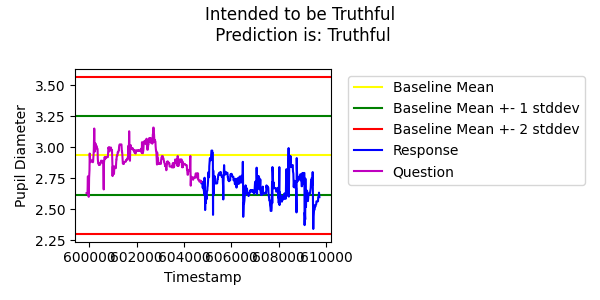 Intended to be Truthful
Prediction is: Truthful
3.50
3.25
3.00
2.75
2.50
2.25
Pupil Diameter
600000 602000 604000 606000 608000 610000
Timestamp
Baseline Mean
Baseline Mean +- 1 stddev
Baseline Mean +- 2 stddev
Response
Question